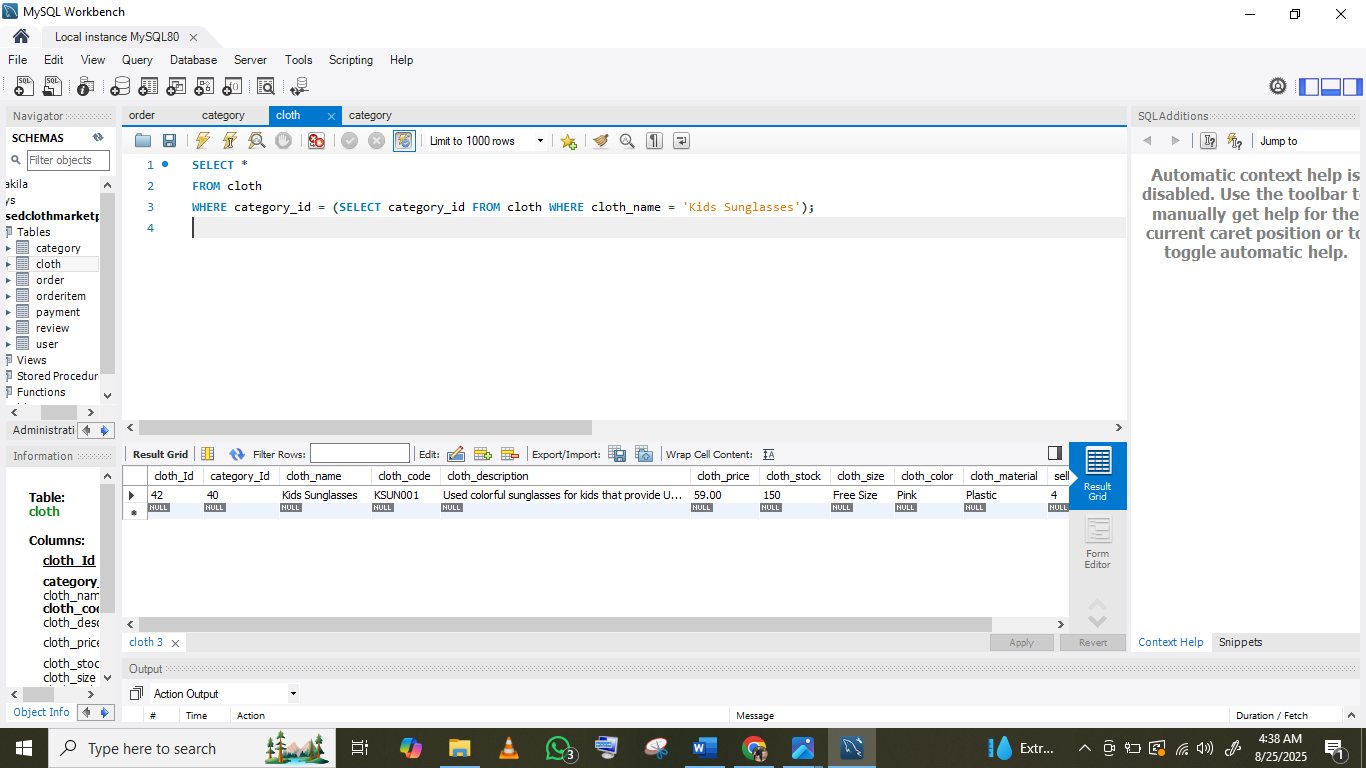 MySQL Workbench
Local instance MySQL80
File Edit View Query Database Server Tools Scripting Help
Navigator
SCHEMAS
Filter objects
akila
ys
sedclothmarketp
Tables
category
cloth
order
orderitem
payment
review
user
Views
Stored Procedur
Functions
Administrati
Information
Table:
cloth
Columns:
cloth_Id
category_
cloth_nam
cloth_cod
cloth_desc
cloth_price
cloth_stoc
cloth_size
Object Info
order category cloth category
Limit to 1000 rows
1 SELECT *
2 FROM cloth
3 WHERE category_id = (SELECT category_id FROM cloth WHERE cloth_name = 'Kids Sunglasses');
4
Result Grid Filter Rows: Edit: Export/Import: Wrap Cell Content:
cloth_Id category_Id cloth_name cloth_code cloth_description cloth_price cloth_stock cloth_size cloth_color cloth_material sell
42 40 Kids Sunglasses KSUN001 Used colorful sunglasses for kids that provide U... 59.00 150 Free Size Pink Plastic 4
NULL NULL NULL NULL NULL NULL NULL NULL NULL NULL NULL
Result
Grid
Form
Editor
cloth 3
Apply Revert
Output
Action Output
# Time Action Message Duration / Fetch
SQLAdditions
Jump to
Automatic context help is
disabled. Use the toolbar t
manually get help for the
current caret position or to
toggle automatic help.
Context Help Snippets
Type here to search
3
Extr...
4:38 AM
8/25/2025
1